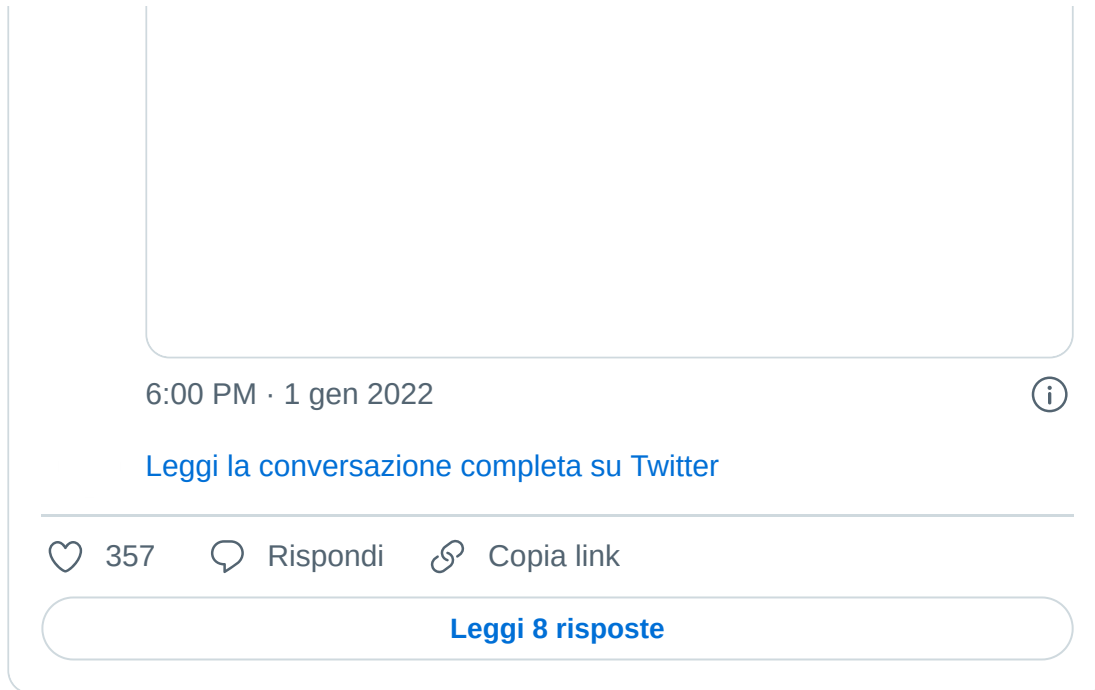 6:00 PM · 1 gen 2022
Leggi la conversazione completa su Twitter
357 Rispondi Copia link
Leggi 8 risposte